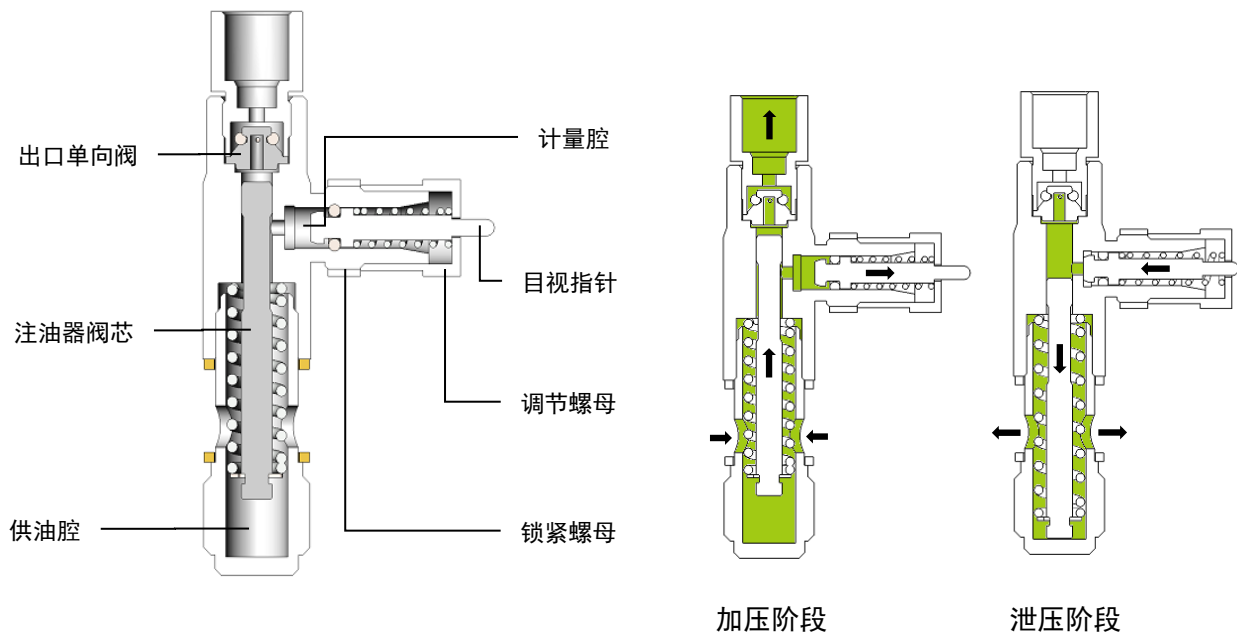 出口单向阀
计量腔
目视指针
注油器阀芯
调节螺母
供油腔
锁紧螺母
加压阶段
泄压阶段